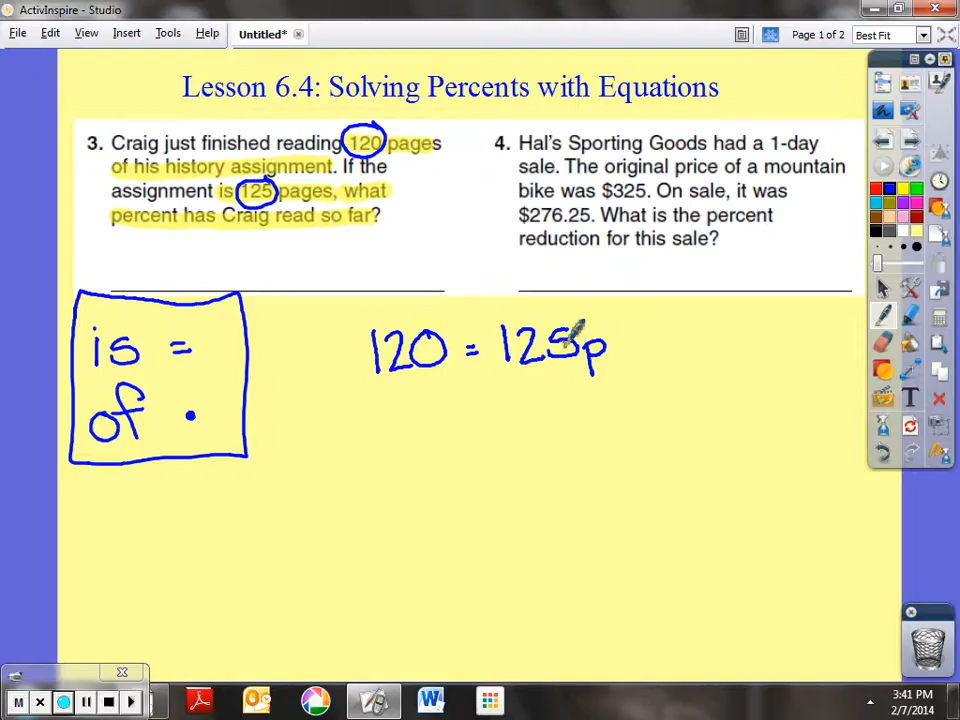 ActivInspire - Studio
File Edit View Insert Tools Help Untitled* Page 1 of 2 Best Fit
Lesson 6.4: Solving Percents with Equations
3. Craig just finished reading 120 pages
of his history assignment. If the
assignment is 125 pages, what
percent has Craig read so far?
4. Hal's Sporting Goods had a 1-day
sale. The original price of a mountain
bike was $325. On sale, it was
$276.25. What is the percent
reduction for this sale?
is =
of •
120 = 125p
M
3:41 PM
2/7/2014